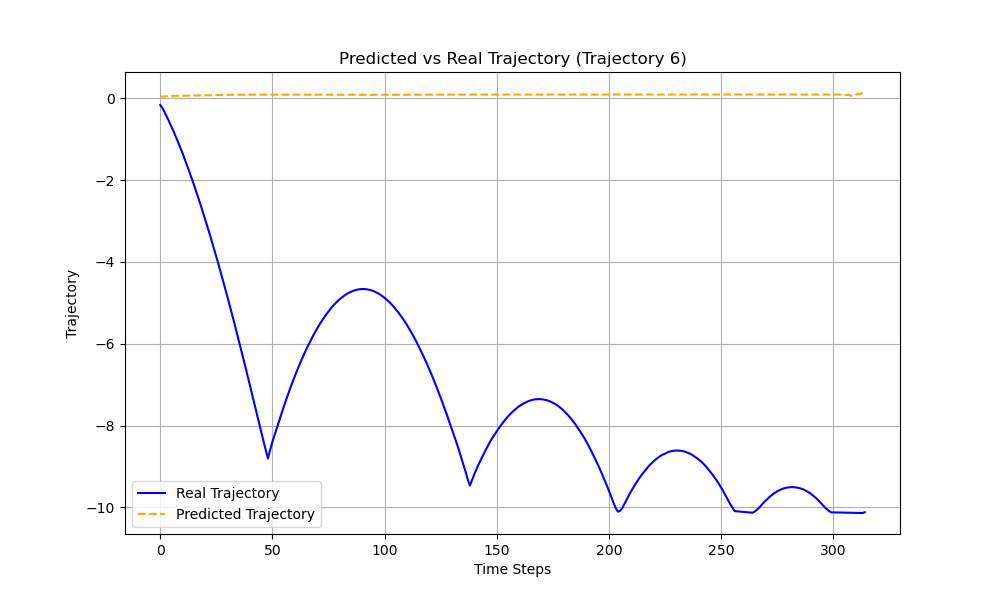 Predicted vs Real Trajectory (Trajectory 6)
Trajectory
0
−2
−4
−6
−8
−10
Real Trajectory
Predicted Trajectory
0 50 100 150 200 250 300
Time Steps